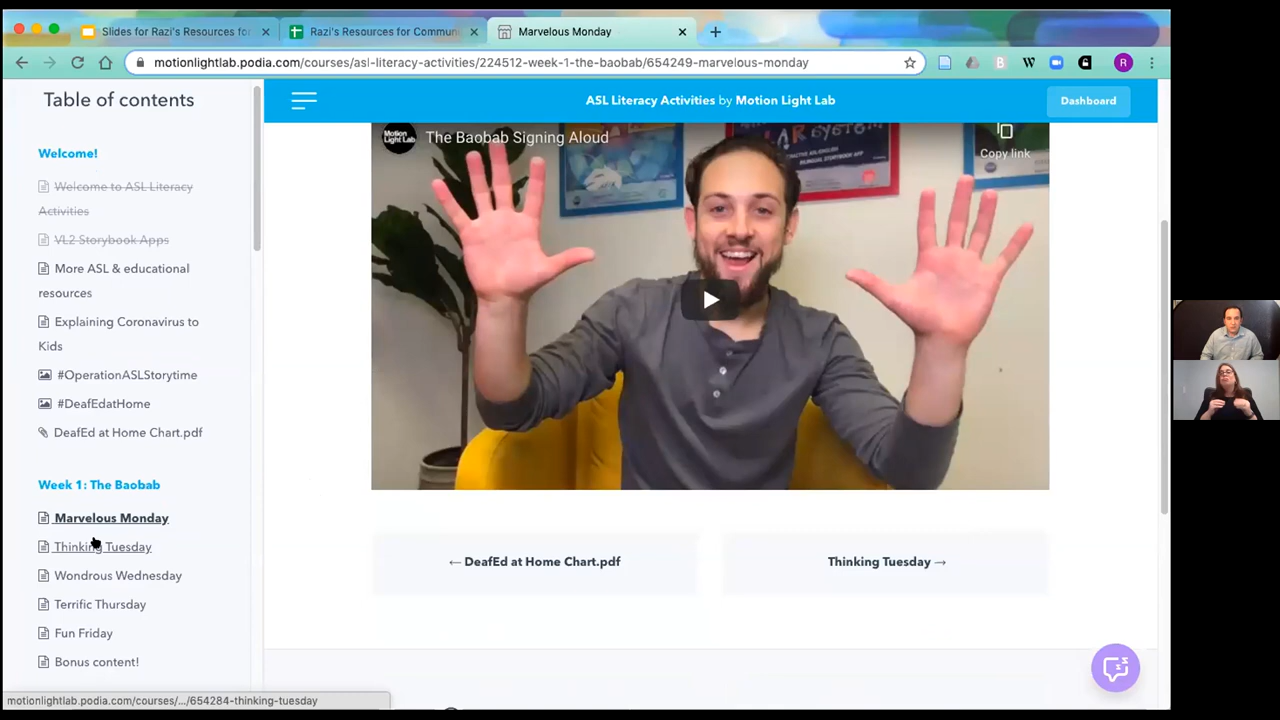 Slides for Razi's Resources for
Razi's Resources for Commun
Marvelous Monday
motionlightlab.podia.com/courses/asl-literacy-activities/224512-week-1-the-baobab/654249-marvelous-monday
W
R
Table of contents
Welcome!
Welcome to ASL Literacy
Activities
VL2 Storybook Apps
More ASL & educational
resources
Explaining Coronavirus to
Kids
#OperationASLStorytime
#DeafEdatHome
DeafEd at Home Chart.pdf
Week 1: The Baobab
Marvelous Monday
Thinking Tuesday
Wondrous Wednesday
Terrific Thursday
Fun Friday
Bonus content!
motionlightlab.podia.com/courses/.../654284-thinking-tuesday
ASL Literacy Activities by Motion Light Lab
Dashboard
Motion
Light
Lab
The Baobab Signing Aloud
Copy link
← DeafEd at Home Chart.pdf
Thinking Tuesday →